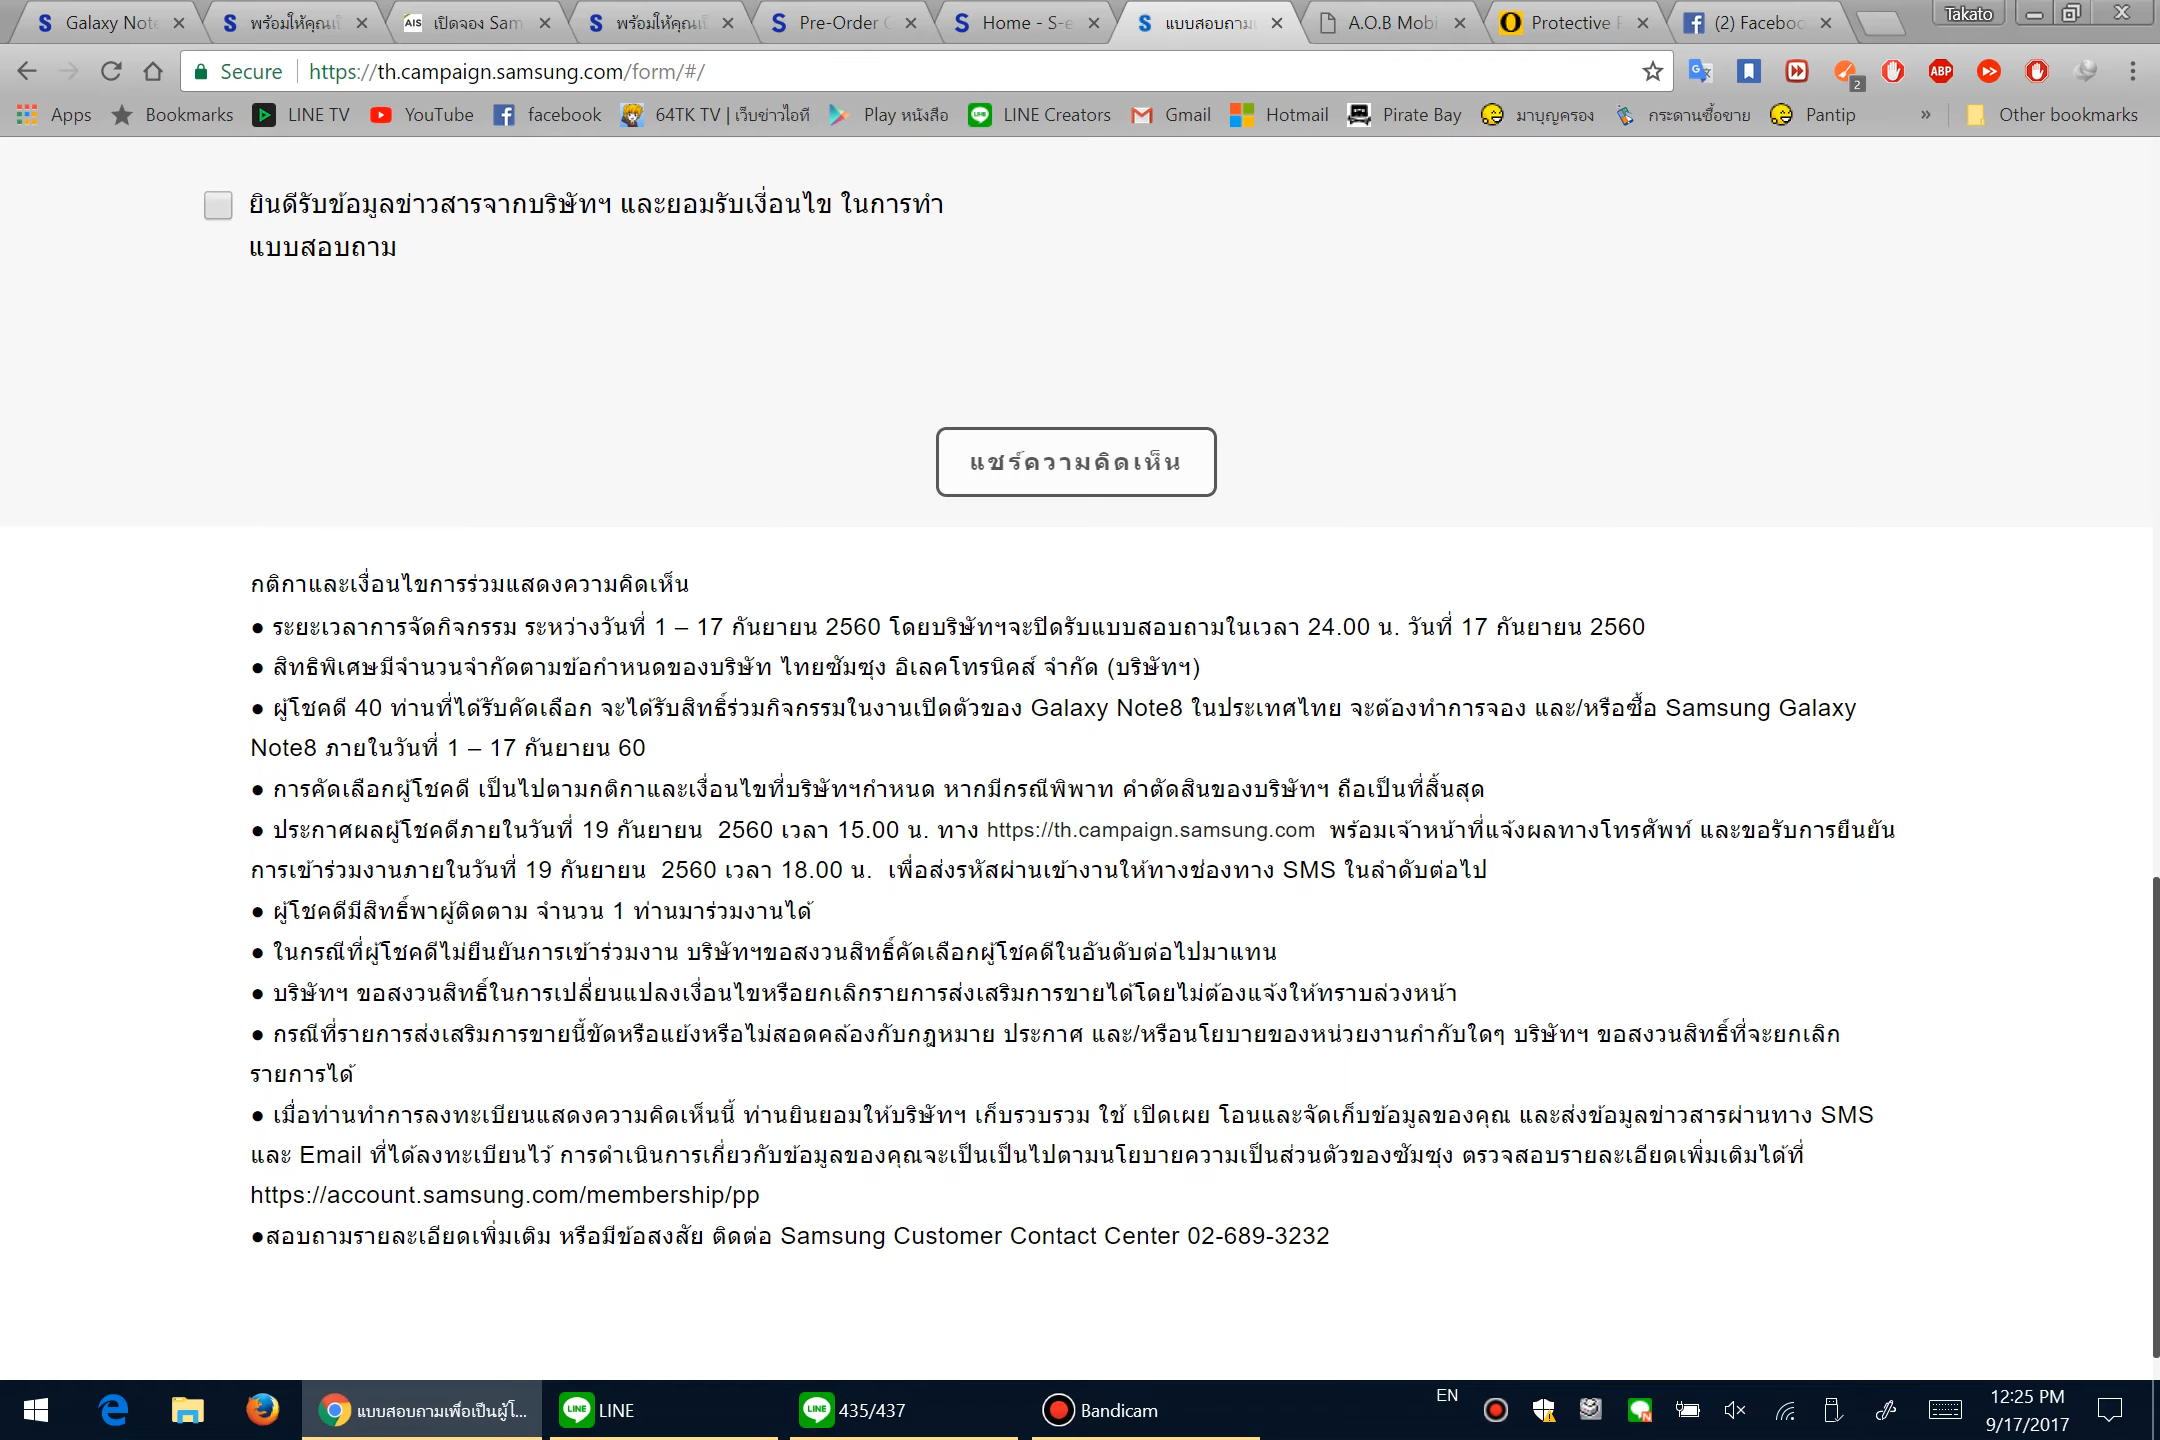 Galaxy Note
พร้อมให้คุณเ
AIS เปิดจอง Sam
พร้อมให้คุณเ
Pre-Order
Home - S-e
แบบสอบถาม
A.O.B Mobi
Protective
(2) Faceboo
Takato
Secure https://th.campaign.samsung.com/form/#/
2 ABP
Apps Bookmarks LINE TV YouTube facebook 64TK TV | เว็บข่าวไอที Play หนังสือ LINE Creators Gmail Hotmail Pirate Bay มาบุญครอง กระดานซื้อขาย Pantip » Other bookmarks
ยินดีรับข้อมูลข่าวสารจากบริษัทฯ และยอมรับเงื่อนไข ในการทำ
แบบสอบถาม
แชร์ความคิดเห็น
กติกาและเงื่อนไขการร่วมแสดงความคิดเห็น
● ระยะเวลาการจัดกิจกรรม ระหว่างวันที่ 1 – 17 กันยายน 2560 โดยบริษัทฯจะปิดรับแบบสอบถามในเวลา 24.00 น. วันที่ 17 กันยายน 2560
● สิทธิพิเศษมีจำนวนจำกัดตามข้อกำหนดของบริษัท ไทยซัมซุง อิเลคโทรนิคส์ จำกัด (บริษัทฯ)
● ผู้โชคดี 40 ท่านที่ได้รับคัดเลือก จะได้รับสิทธิ์ร่วมกิจกรรมในงานเปิดตัวของ Galaxy Note8 ในประเทศไทย จะต้องทำการจอง และ/หรือซื้อ Samsung Galaxy
Note8 ภายในวันที่ 1 – 17 กันยายน 60
● การคัดเลือกผู้โชคดี เป็นไปตามกติกาและเงื่อนไขที่บริษัทฯกำหนด หากมีกรณีพิพาท คำตัดสินของบริษัทฯ ถือเป็นที่สิ้นสุด
● ประกาศผลผู้โชคดีภายในวันที่ 19 กันยายน 2560 เวลา 15.00 น. ทาง https://th.campaign.samsung.com พร้อมเจ้าหน้าที่แจ้งผลทางโทรศัพท์ และขอรับการยืนยัน
การเข้าร่วมงานภายในวันที่ 19 กันยายน 2560 เวลา 18.00 น. เพื่อส่งรหัสผ่านเข้างานให้ทางช่องทาง SMS ในลำดับต่อไป
● ผู้โชคดีมีสิทธิ์พาผู้ติดตาม จำนวน 1 ท่านมาร่วมงานได้
● ในกรณีที่ผู้โชคดีไม่ยืนยันการเข้าร่วมงาน บริษัทฯขอสงวนสิทธิ์คัดเลือกผู้โชคดีในอันดับต่อไปมาแทน
● บริษัทฯ ขอสงวนสิทธิ์ในการเปลี่ยนแปลงเงื่อนไขหรือยกเลิกรายการส่งเสริมการขายได้โดยไม่ต้องแจ้งให้ทราบล่วงหน้า
● กรณีที่รายการส่งเสริมการขายนี้ขัดหรือแย้งหรือไม่สอดคล้องกับกฎหมาย ประกาศ และ/หรือนโยบายของหน่วยงานกำกับใดๆ บริษัทฯ ขอสงวนสิทธิ์ที่จะยกเลิก
รายการได้
● เมื่อท่านทำการลงทะเบียนแสดงความคิดเห็นนี้ ท่านยินยอมให้บริษัทฯ เก็บรวบรวม ใช้ เปิดเผย โอนและจัดเก็บข้อมูลของคุณ และส่งข้อมูลข่าวสารผ่านทาง SMS
และ Email ที่ได้ลงทะเบียนไว้ การดำเนินการเกี่ยวกับข้อมูลของคุณจะเป็นเป็นไปตามนโยบายความเป็นส่วนตัวของซัมซุง ตรวจสอบรายละเอียดเพิ่มเติมได้ที่
https://account.samsung.com/membership/pp
●สอบถามรายละเอียดเพิ่มเติม หรือมีข้อสงสัย ติดต่อ Samsung Customer Contact Center 02-689-3232
แบบสอบถามเพื่อเป็นผู้โ...
LINE
435/437
Bandicam
EN
12:25 PM
9/17/2017